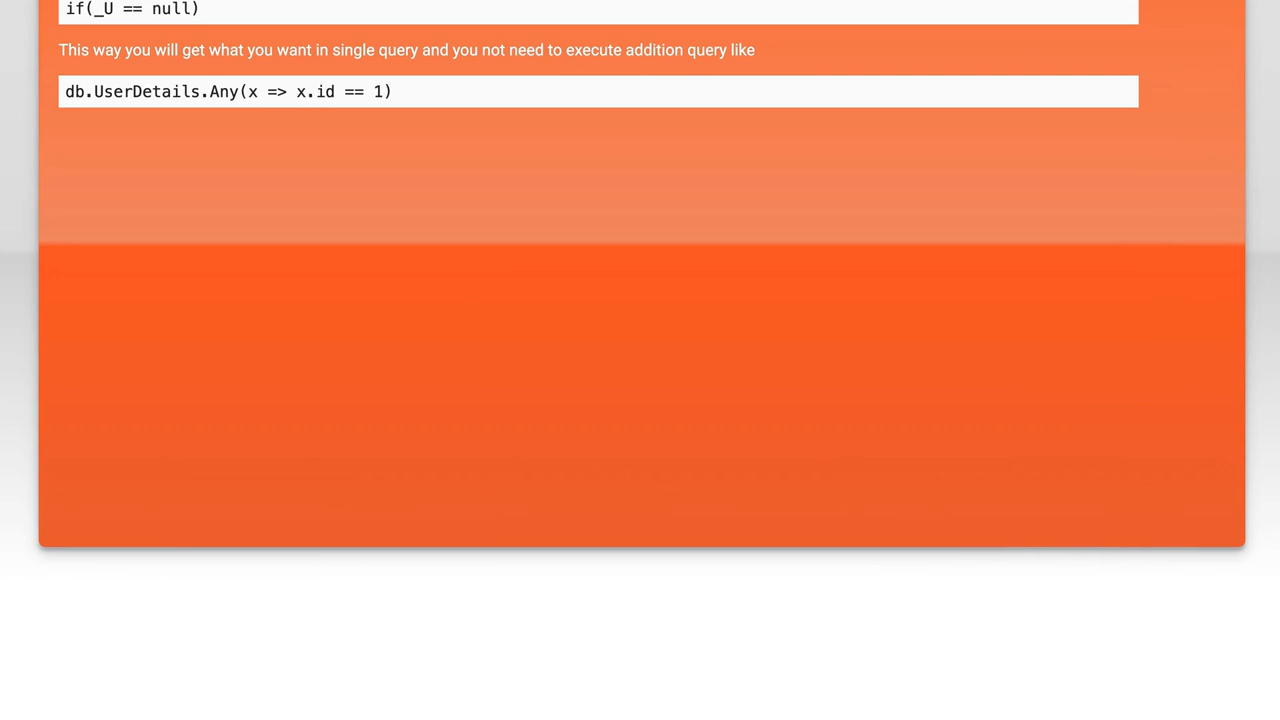 if(_U == null)
This way you will get what you want in single query and you not need to execute addition query like
db.UserDetails.Any(x => x.id == 1)